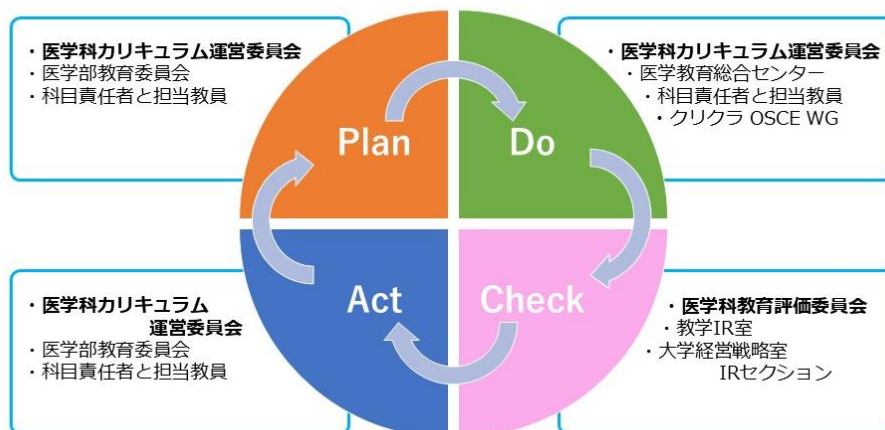 ・医学科カリキュラム運営委員会
・医学部教育委員会
・科目責任者と担当教員
・医学科カリキュラム運営委員会
・医学教育総合センター
・科目責任者と担当教員
・クリクラ OSCE WG
Plan
Do
・医学科カリキュラム
運営委員会
・医学部教育委員会
・科目責任者と担当教員
Act
Check
・医学科教育評価委員会
・教学IR室
・大学経営戦略室
IRセクション